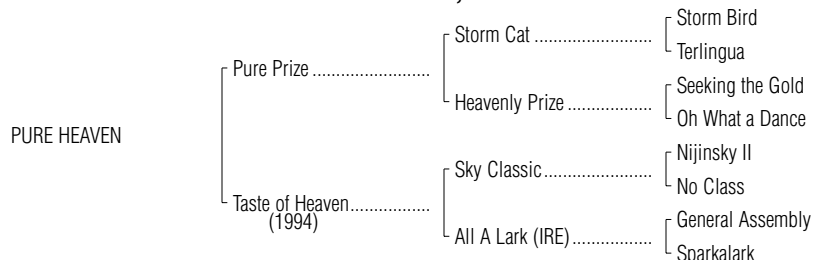 Storm Bird
Storm Cat ................................
Terlingua
Pure Prize .........................
Seeking the Gold
Heavenly Prize ......................
Oh What a Dance
PURE HEAVEN
Nijinsky II
Sky Classic.............................
No Class
Taste of Heaven.................
(1994)
General Assembly
All A Lark (IRE).................
Sparkalark